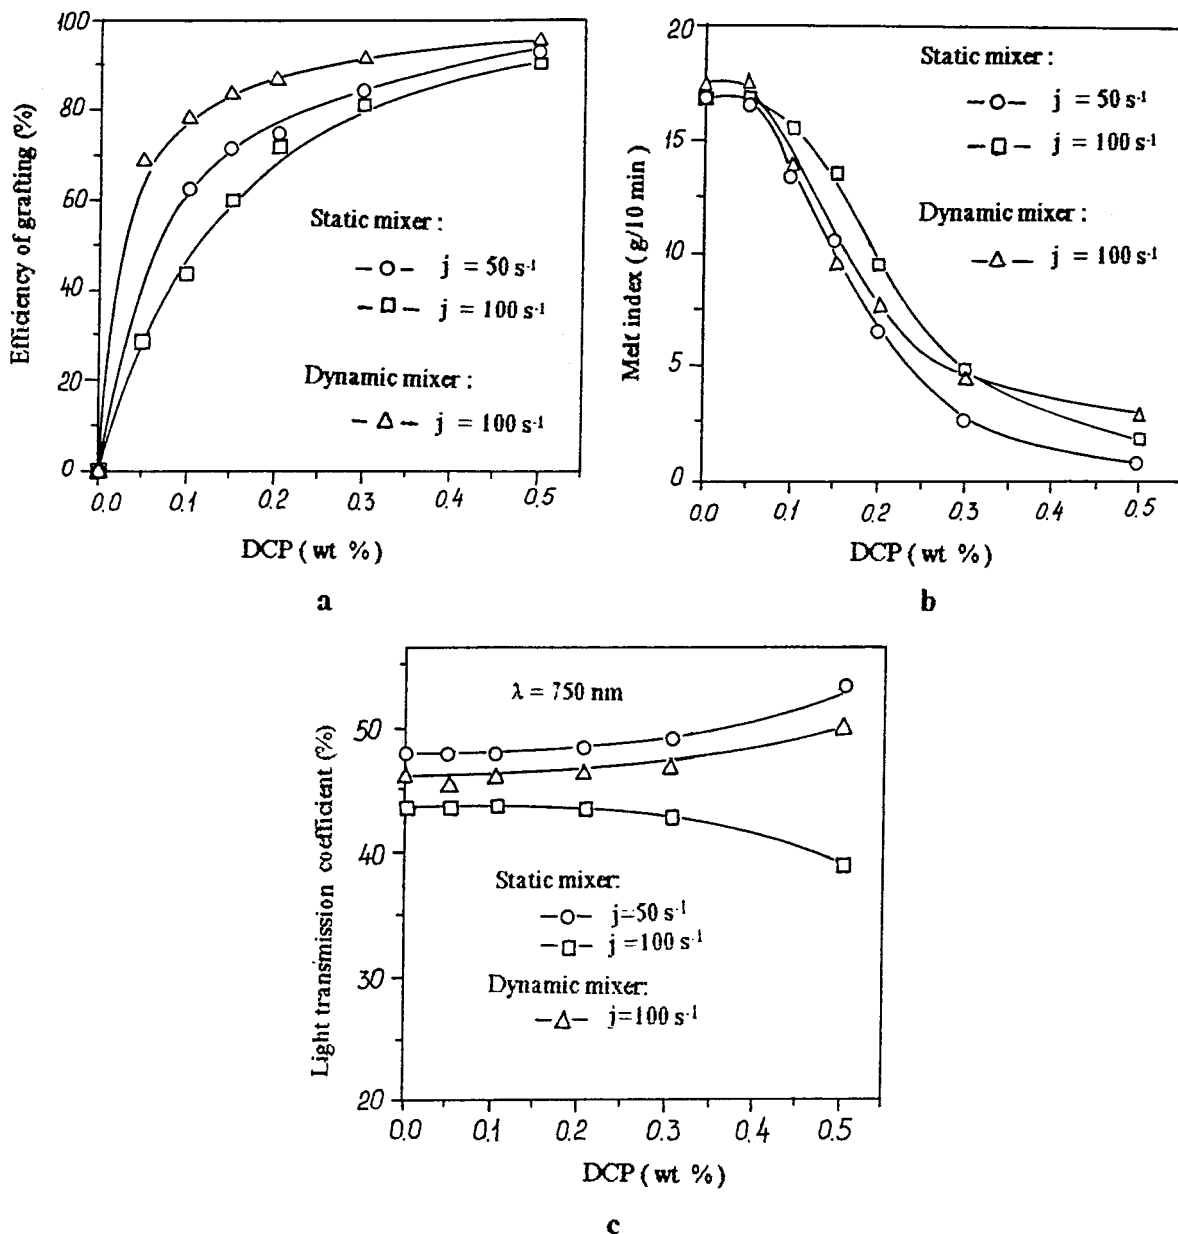 100
80
60
40
20
0
Efficiency of grafting (%)
Static mixer :
j = 50 s-1
j = 100 s-1
Dynamic mixer :
j = 100 s-1
0.0 0.1 0.2 0.3 0.4 0.5
DCP ( wt %)
a
20
15
10
5
0
Melt index ( g/10 min )
Static mixer :
j = 50 s-1
j = 100 s-1
Dynamic mixer :
j = 100 s-1
0.0 0.1 0.2 0.3 0.4 0.5
DCP ( wt %)
b
50
40
30
20
Light transmission coefficient (%)
λ = 750 nm
Static mixer:
j=50 s-1
j =100 s-1
Dynamic mixer:
j=100 s-1
0.0 0.1 0.2 0.3 0.4 0.5
DCP ( wt %)
c